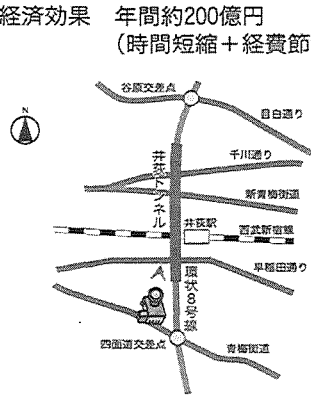 経済効果 年間約200億円
(時間短縮+経費節
谷原交差点
目白通り
N
千川通り
井荻トンネル
新青梅街道
井荻駅
西武新宿線
早稲田通り
環状8号線
四面道交差点
青梅街道